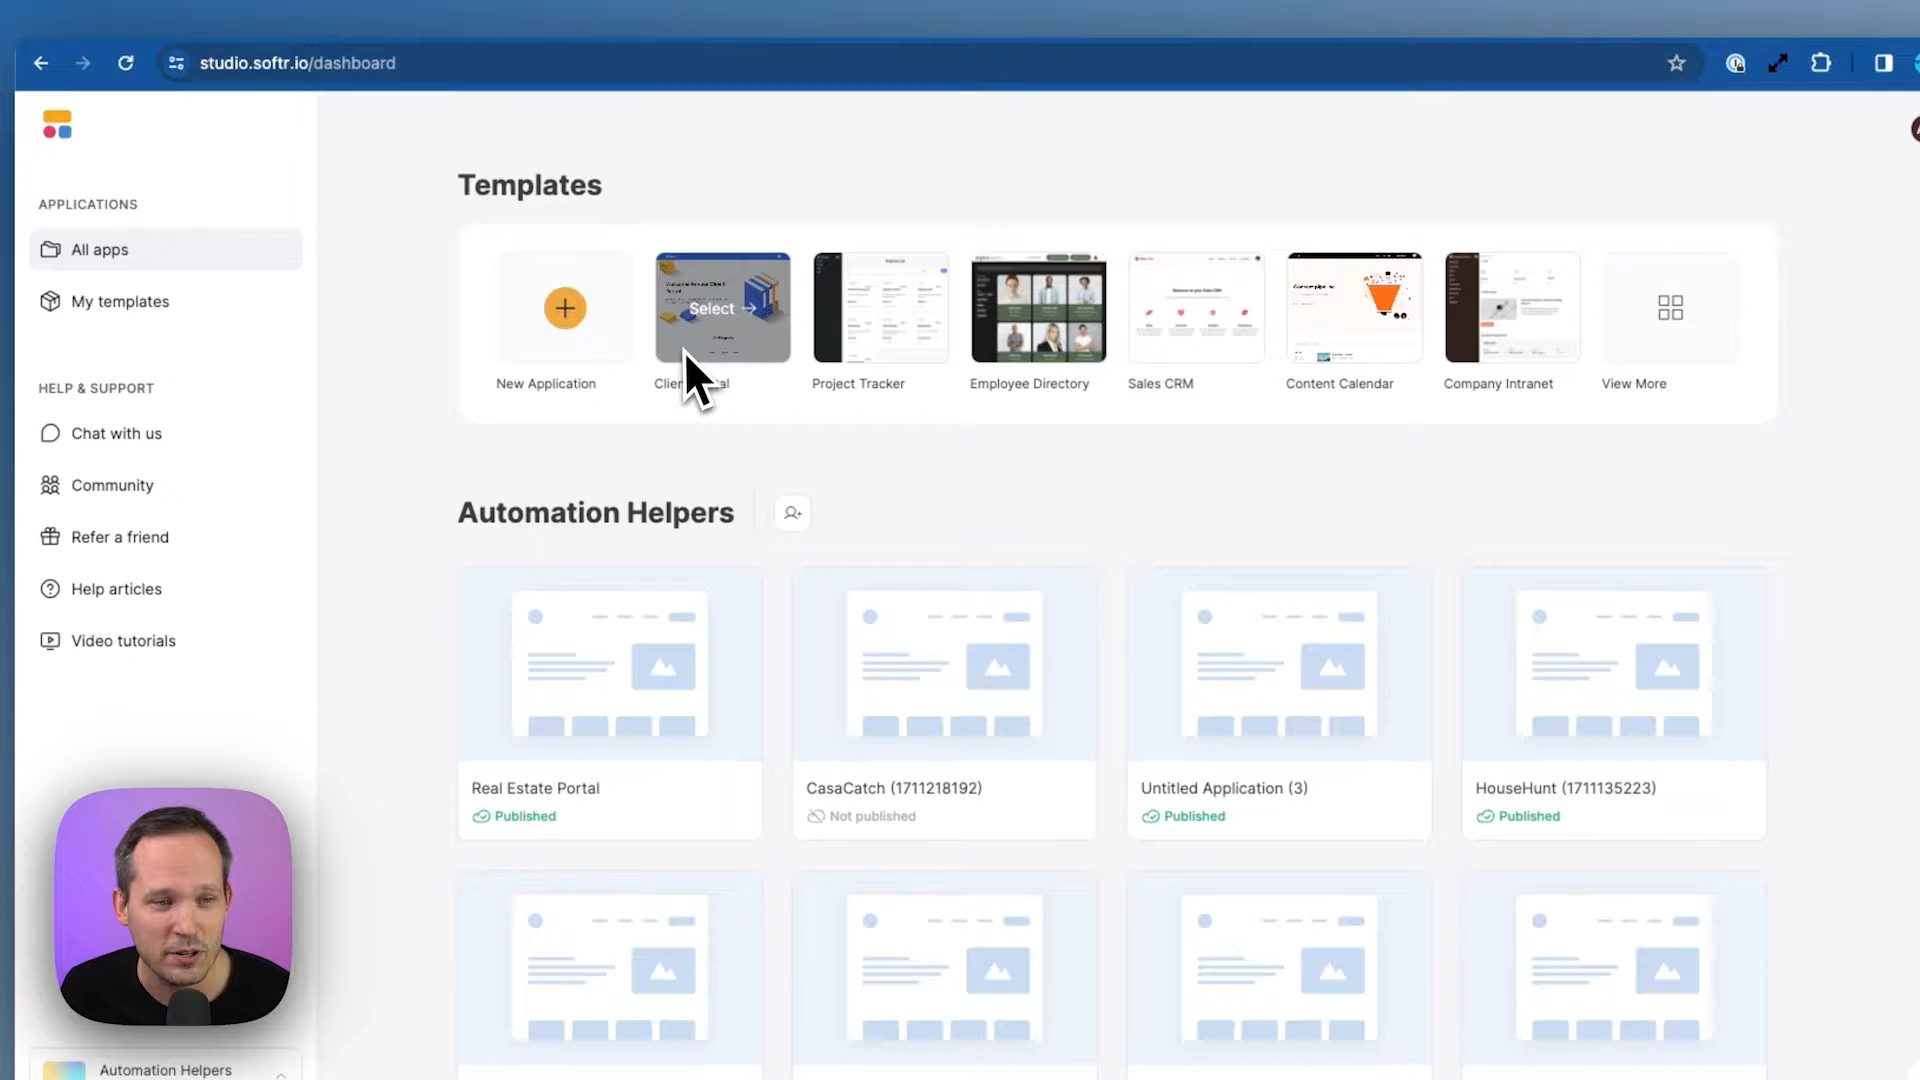 studio.softr.io/dashboard
APPLICATIONS
All apps
My templates
HELP & SUPPORT
Chat with us
Community
Refer a friend
Help articles
Video tutorials
Automation Helpers
Templates
Select →
New Application
Project Tracker
Employee Directory
Sales CRM
Content Calendar
Company Intranet
View More
Automation Helpers
Real Estate Portal
Published
CasaCatch (1711218192)
Not published
Untitled Application (3)
Published
HouseHunt (1711135223)
Published